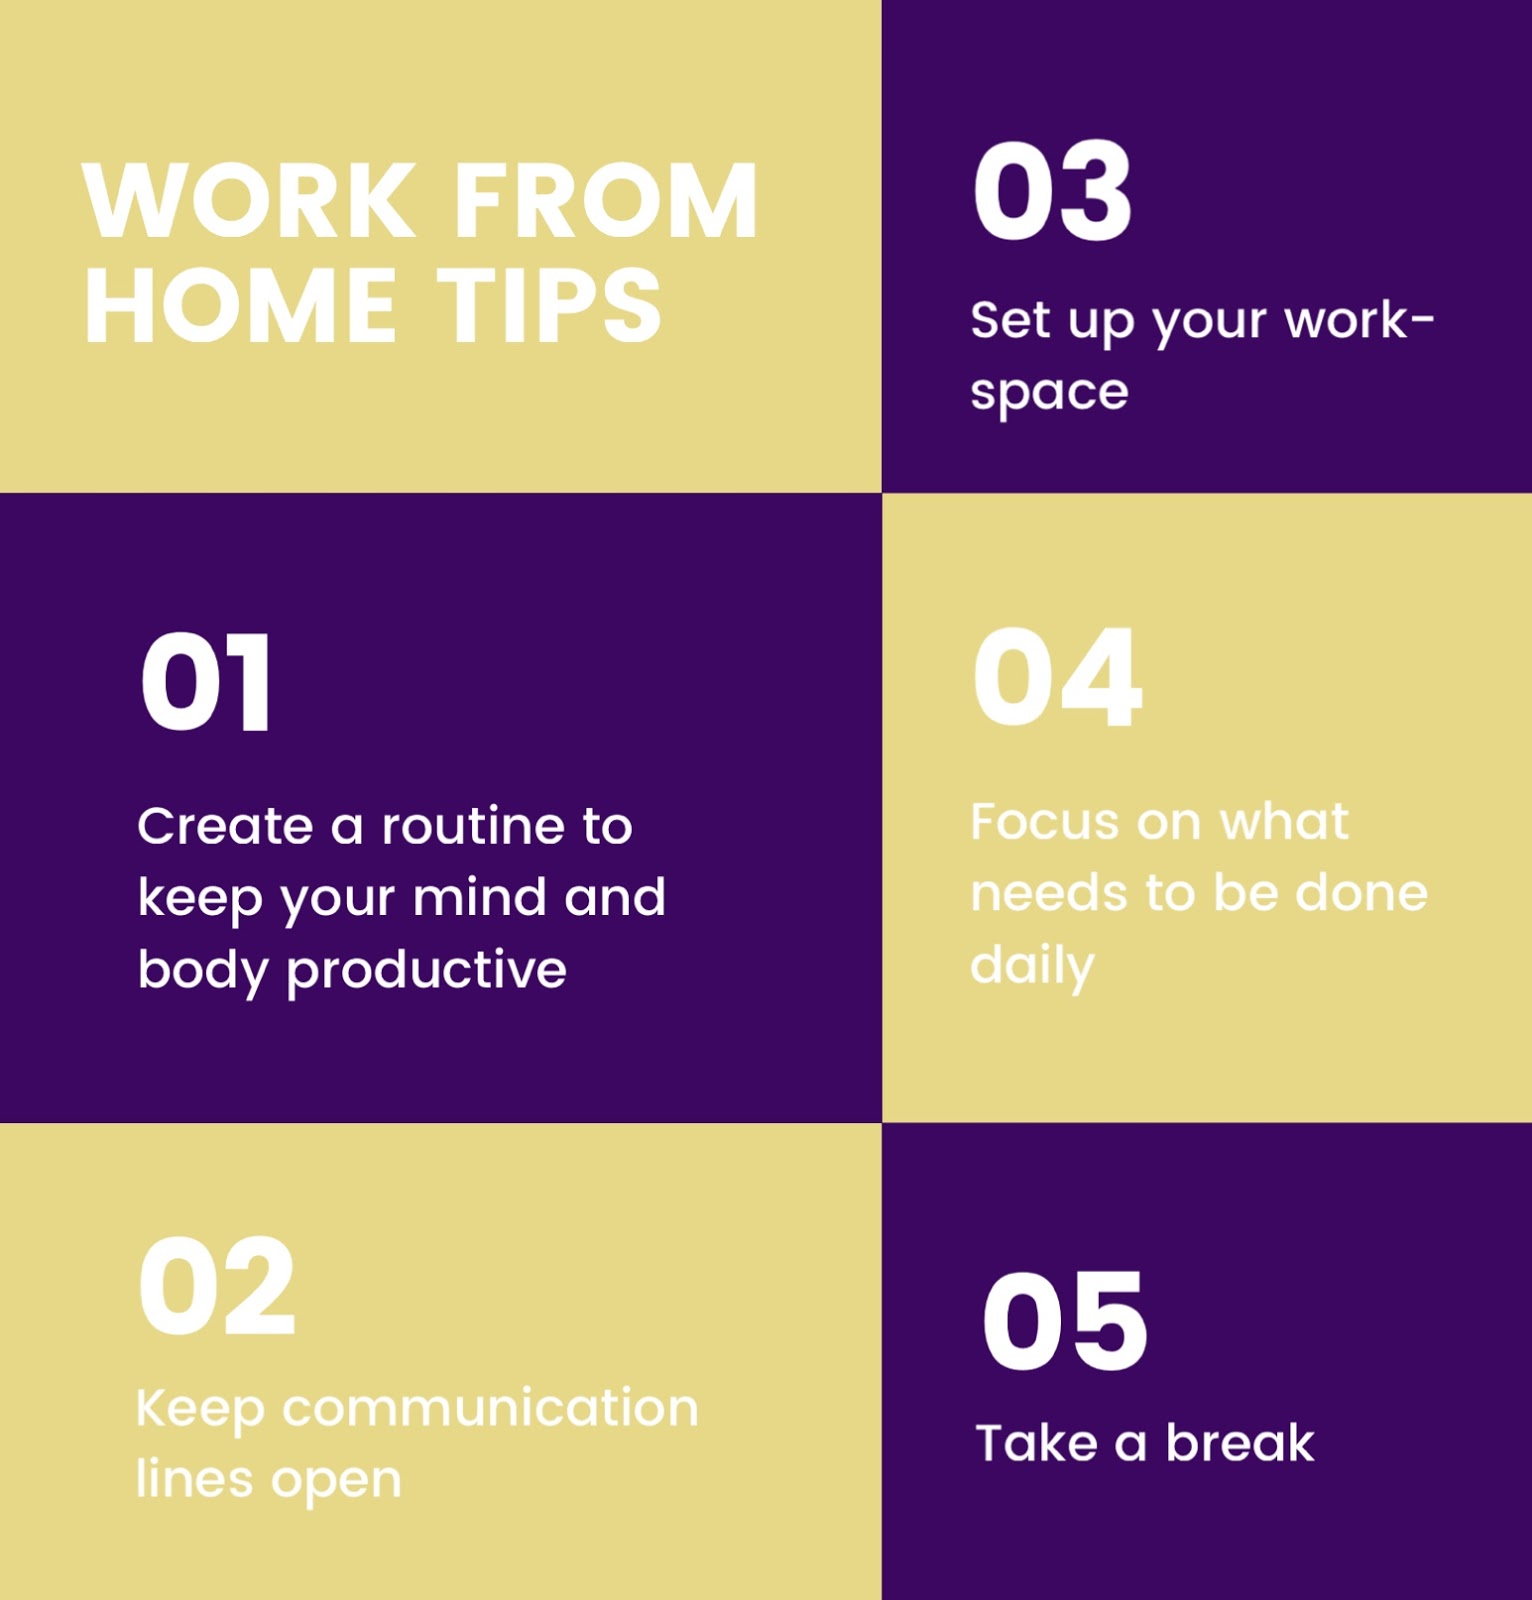 WORK FROM
HOME TIPS
01
Create a routine to
keep your mind and
body productive
02
Keep communication
lines open
03
Set up your work-
space
04
Focus on what
needs to be done
daily
05
Take a break